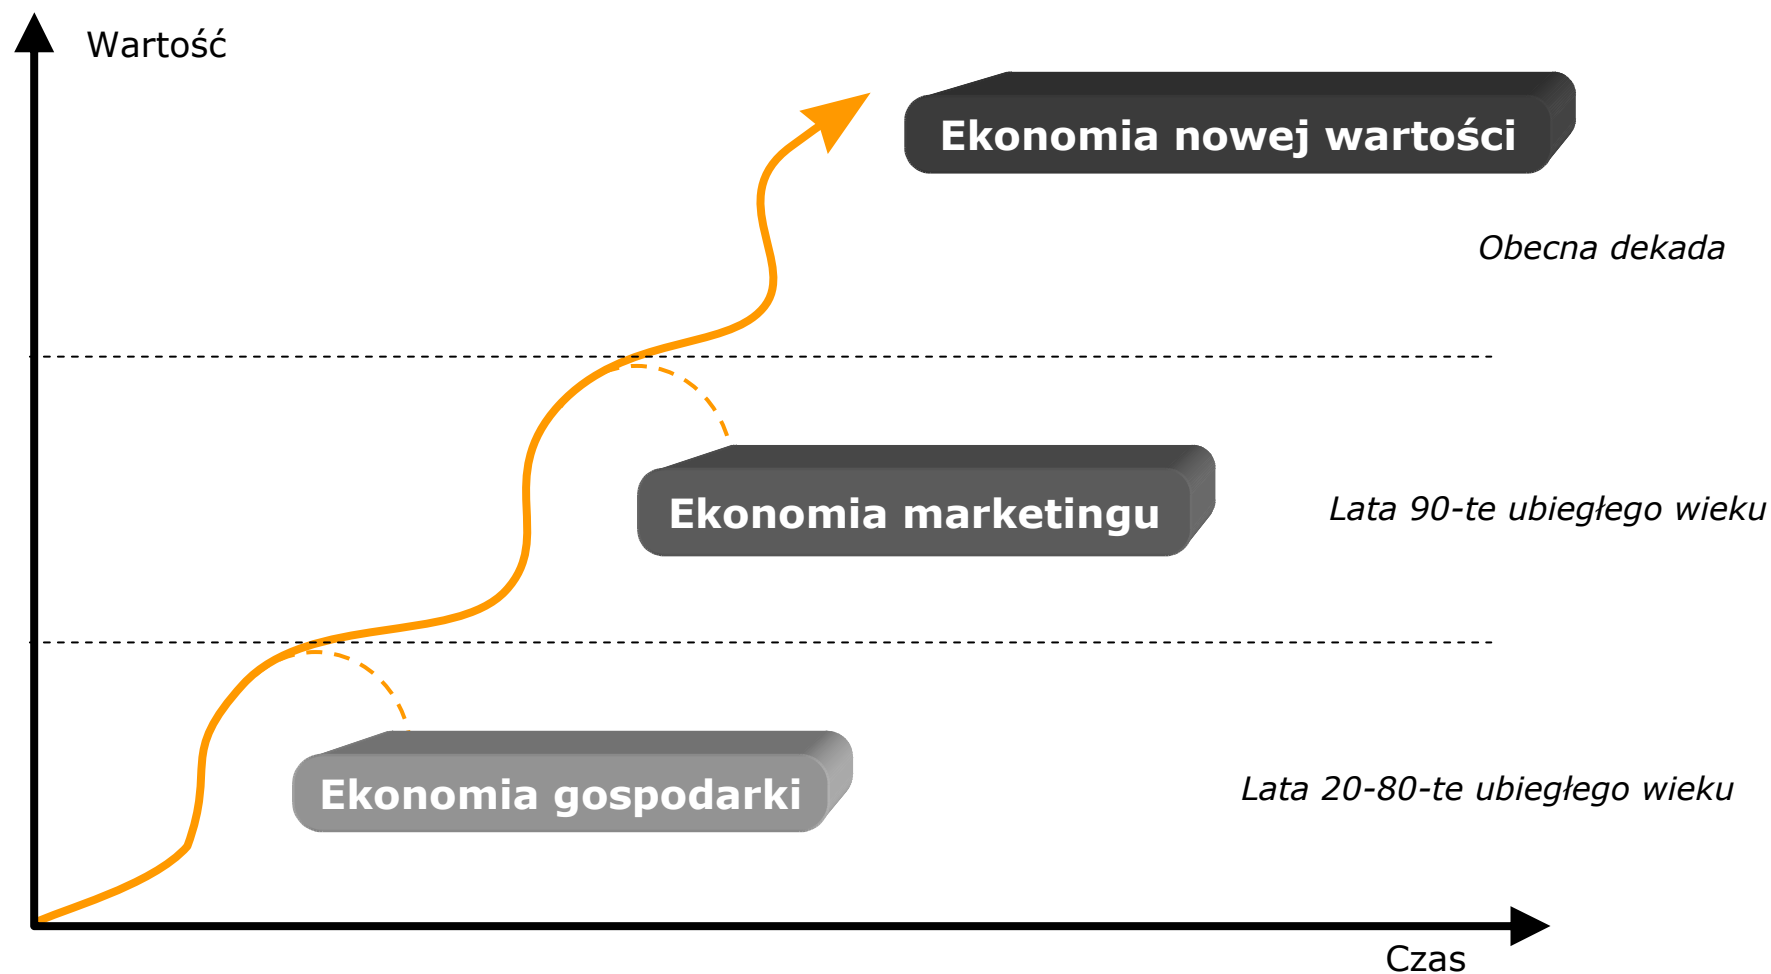 Wartość
Ekonomia nowej wartości
Obecna dekada
Ekonomia marketingu
Lata 90-te ubiegłego wieku
Ekonomia gospodarki
Lata 20-80-te ubiegłego wieku
Czas